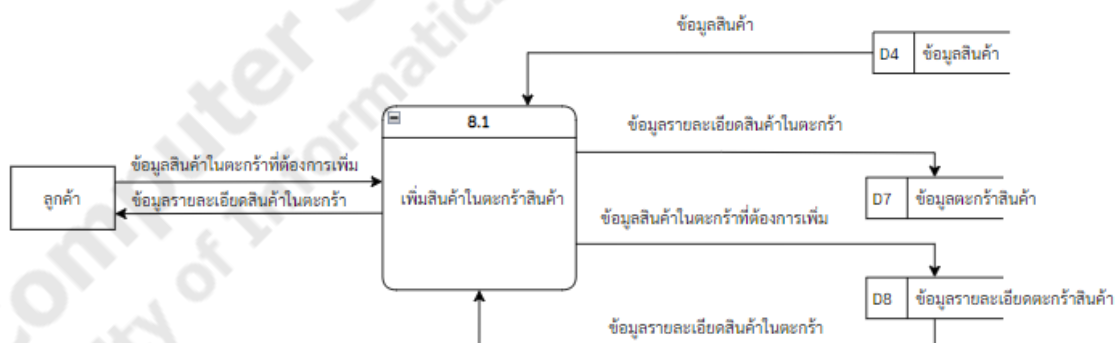 ข้อมูลสินค้า
D4 ข้อมูลสินค้า
8.1
ข้อมูลรายละเอียดสินค้าในตะกร้า
ข้อมูลสินค้าในตะกร้าที่ต้องการเพิ่ม
ลูกค้า
ข้อมูลรายละเอียดสินค้าในตะกร้า
เพิ่มสินค้าในตะกร้าสินค้า
D7 ข้อมูลตะกร้าสินค้า
ข้อมูลสินค้าในตะกร้าที่ต้องการเพิ่ม
D8 ข้อมูลรายละเอียดตะกร้าสินค้า
ข้อมูลรายละเอียดสินค้าในตะกร้า
omputer S
ity of Informatic